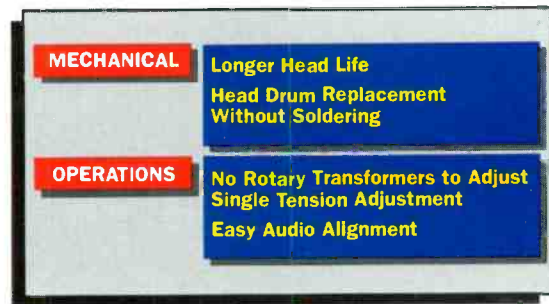 MECHANICAL
Longer Head Life
Head Drum Replacement
Without Soldering
OPERATIONS
No Rotary Transformers to Adjust
Single Tension Adjustment
Easy Audio Alignment